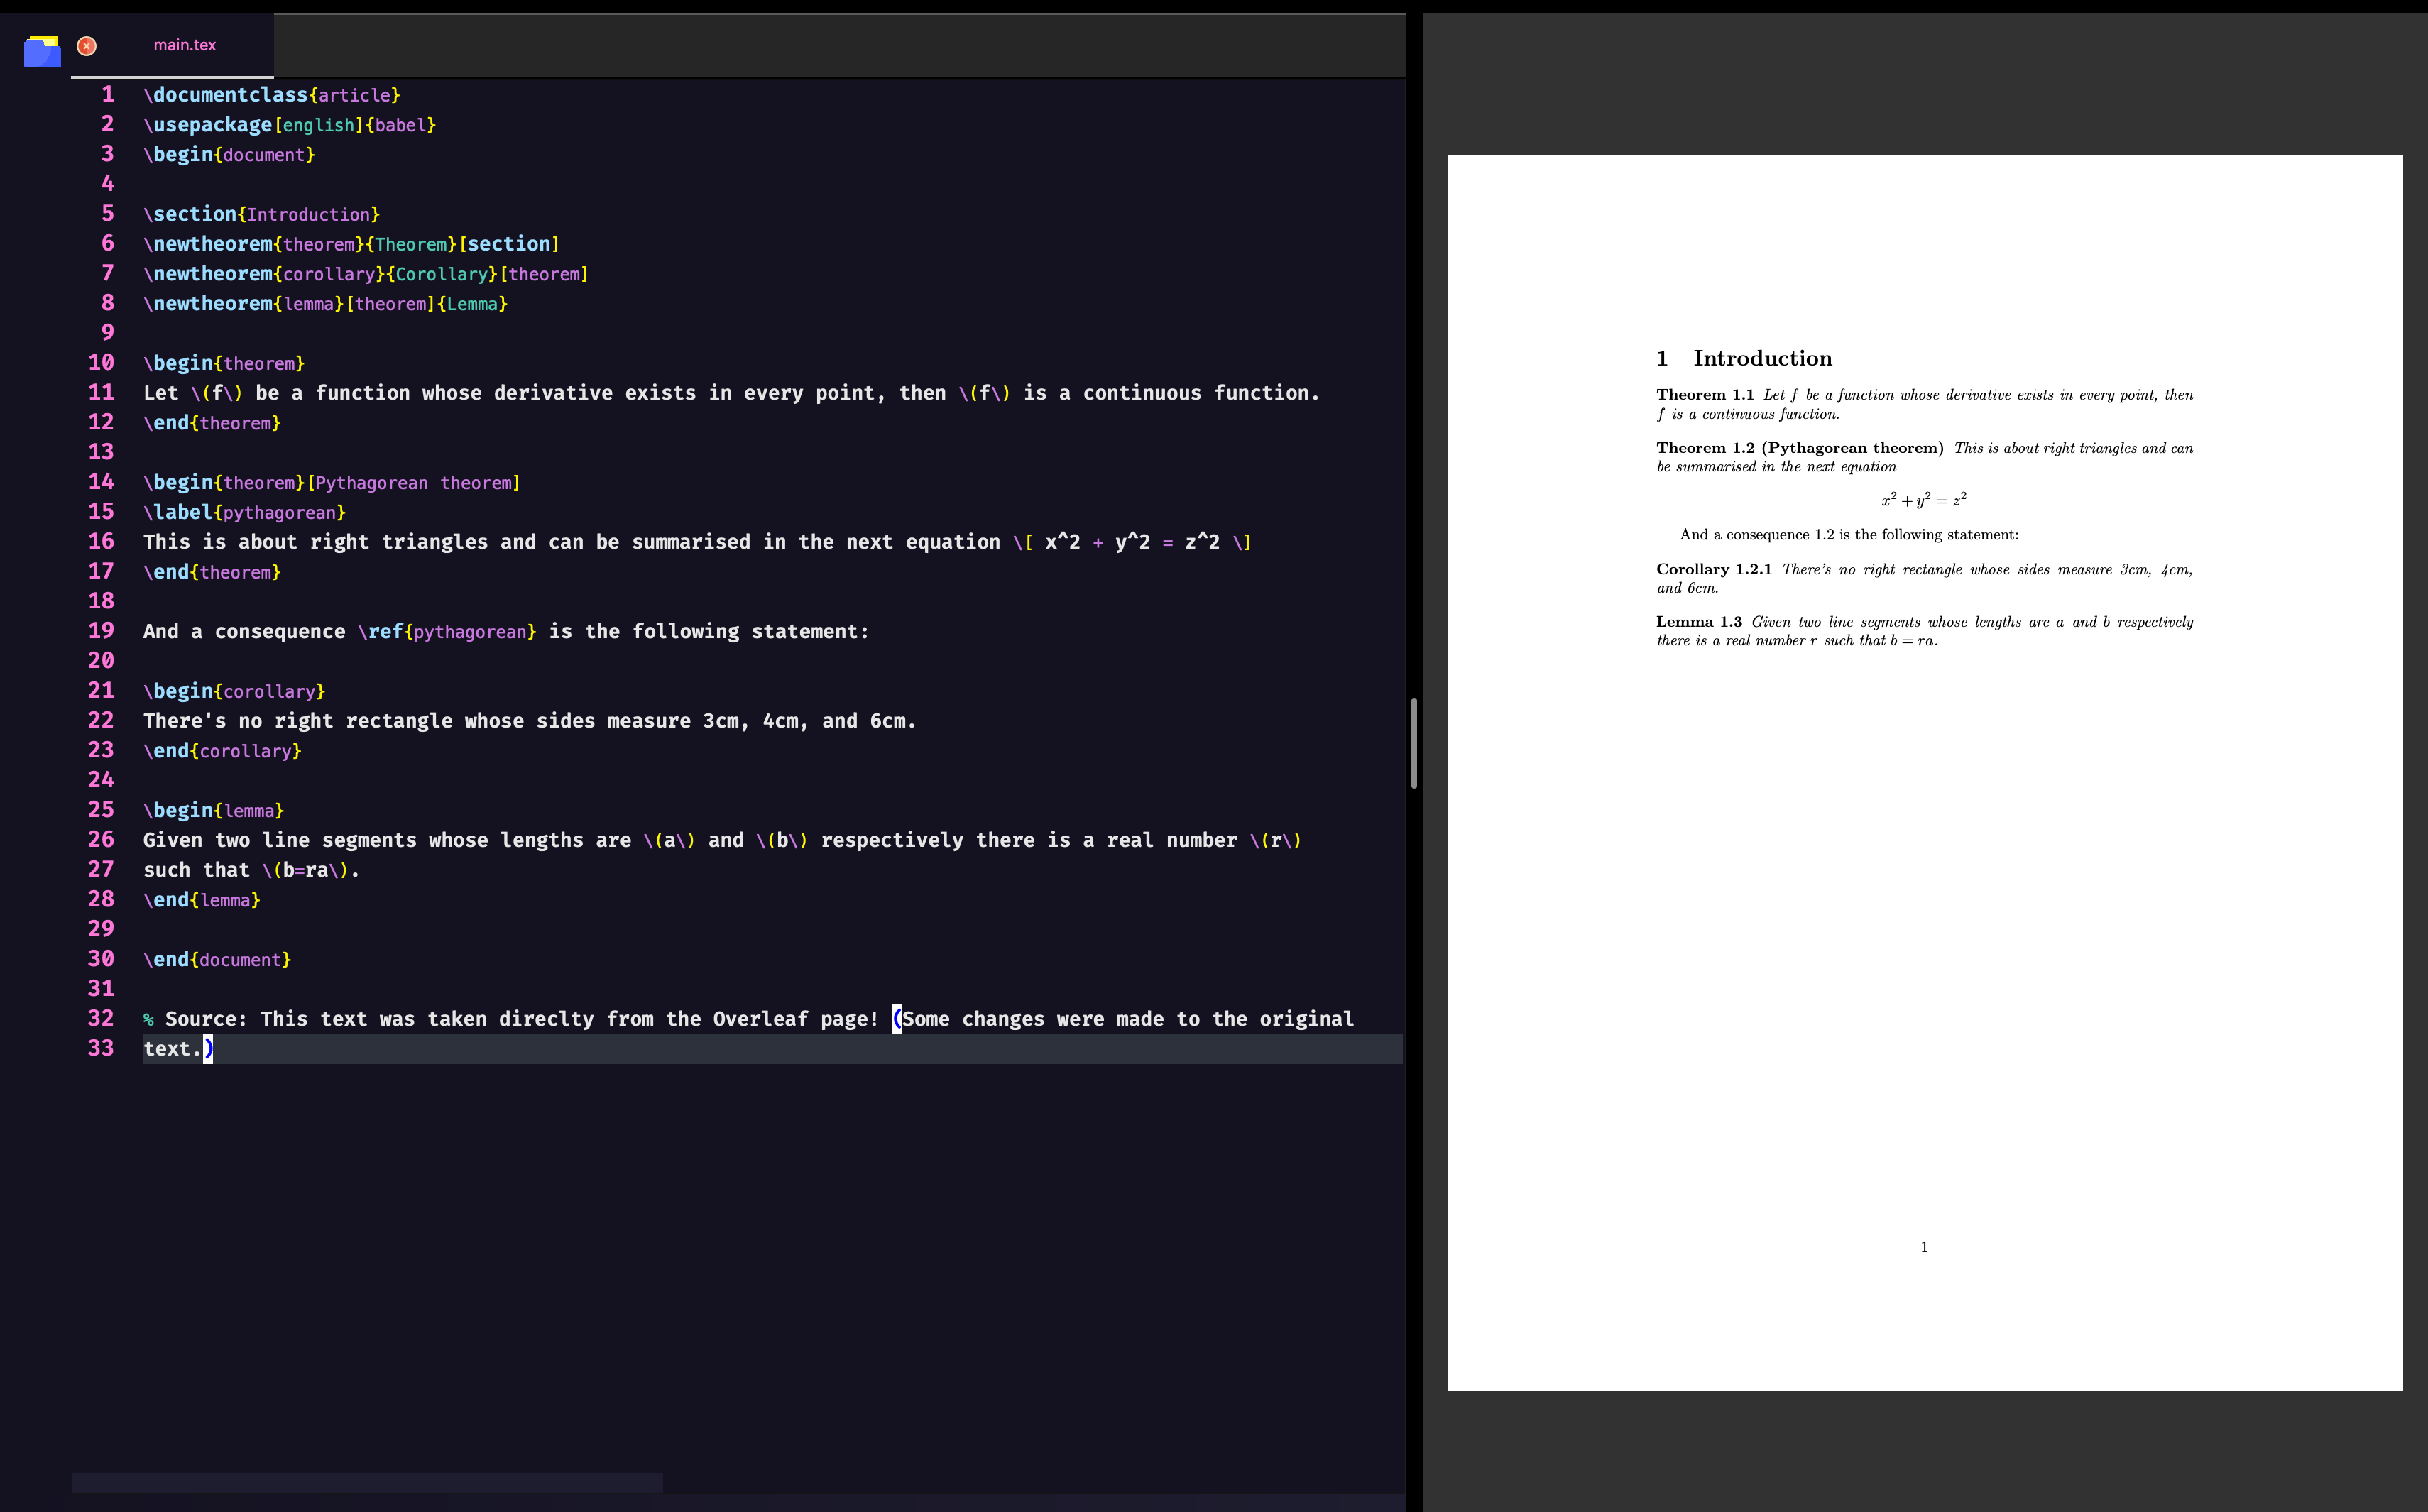 main.tex
1 \documentclass{article}
2 \usepackage[english]{babel}
3 \begin{document}
4
5 \section{Introduction}
6 \newtheorem{theorem}{Theorem}[section]
7 \newtheorem{corollary}{Corollary}[theorem]
8 \newtheorem{lemma}[theorem]{Lemma}
9
10 \begin{theorem}
11 Let \(f\) be a function whose derivative exists in every point, then \(f\) is a continuous function.
12 \end{theorem}
13
14 \begin{theorem}[Pythagorean theorem]
15 \label{pythagorean}
16 This is about right triangles and can be summarised in the next equation \[ x^2 + y^2 = z^2 \]
17 \end{theorem}
18
19 And a consequence \ref{pythagorean} is the following statement:
20
21 \begin{corollary}
22 There's no right rectangle whose sides measure 3cm, 4cm, and 6cm.
23 \end{corollary}
24
25 \begin{lemma}
26 Given two line segments whose lengths are \(a\) and \(b\) respectively there is a real number \(r\)
27 such that \(b=ra\).
28 \end{lemma}
29
30 \end{document}
31
32 % Source: This text was taken direclty from the Overleaf page! (Some changes were made to the original
33 text.)
1 Introduction
Theorem 1.1 Let f be a function whose derivative exists in every point, then
f is a continuous function.
Theorem 1.2 (Pythagorean theorem) This is about right triangles and can
be summarised in the next equation
x² + y² = z²
And a consequence 1.2 is the following statement:
Corollary 1.2.1 There's no right rectangle whose sides measure 3cm, 4cm,
and 6cm.
Lemma 1.3 Given two line segments whose lengths are a and b respectively
there is a real number r such that b = ra.
1